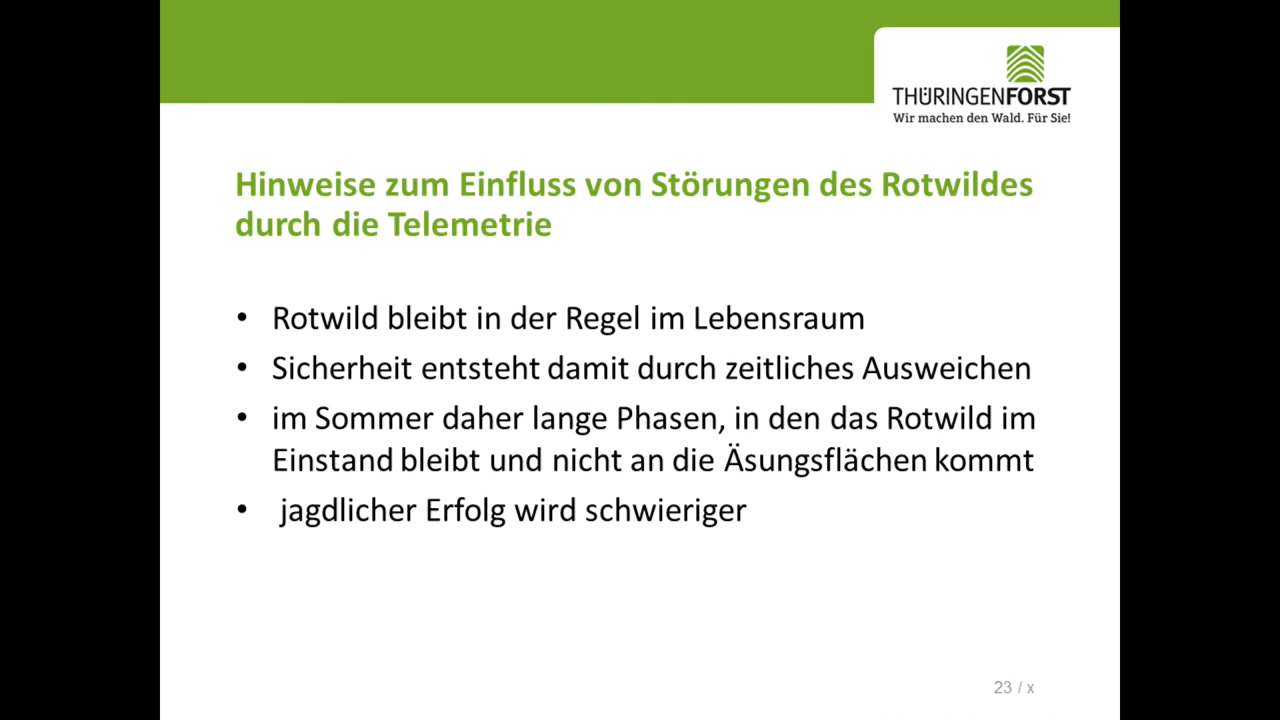 THÜRINGENFORST
Wir machen den Wald. Für Sie!
Hinweise zum Einfluss von Störungen des Rotwildes
durch die Telemetrie
• Rotwild bleibt in der Regel im Lebensraum
• Sicherheit entsteht damit durch zeitliches Ausweichen
• im Sommer daher lange Phasen, in den das Rotwild im
Einstand bleibt und nicht an die Äsungsflächen kommt
• jagdlicher Erfolg wird schwieriger
23 / x